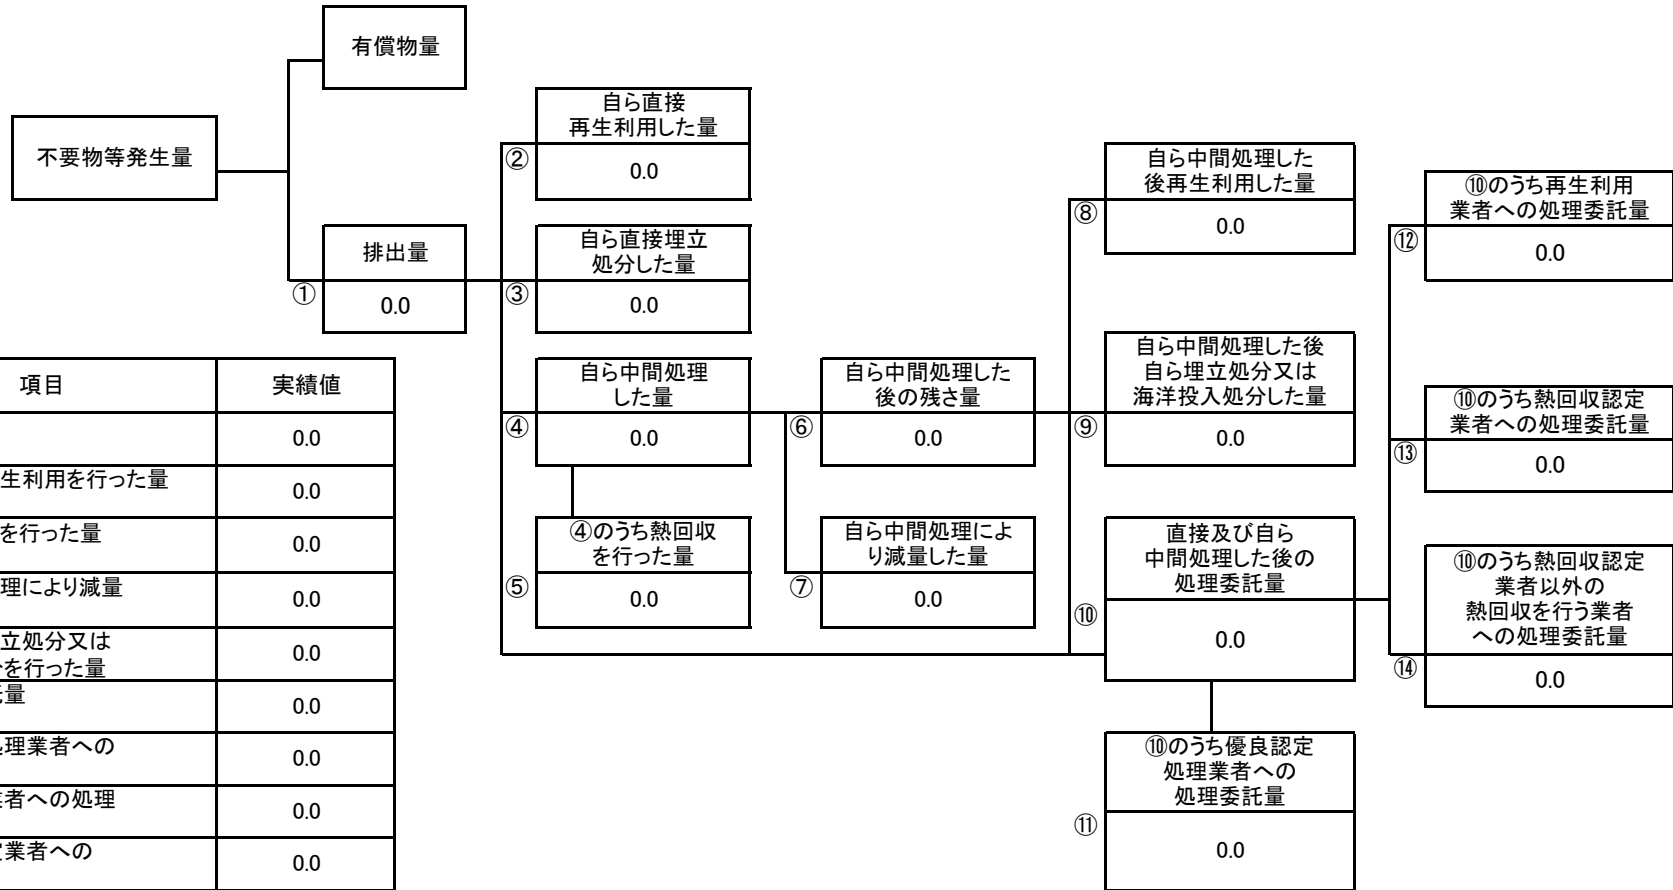 有償物量
不要物等発生量
排出量
①
0.0
自ら直接
再生利用した量
②
0.0
自ら直接埋立
処分した量
③
0.0
自ら中間処理
した量
④
0.0
④のうち熱回収
を行った量
⑤
0.0
自ら中間処理した
後の残さ量
⑥
0.0
自ら中間処理によ
り減量した量
⑦
0.0
自ら中間処理した
後再生利用した量
⑧
0.0
自ら中間処理した後
自ら埋立処分又は
海洋投入処分した量
⑨
0.0
直接及び自ら
中間処理した後の
処理委託量
⑩
0.0
⑩のうち優良認定
処理業者への
処理委託量
⑪
0.0
⑩のうち再生利用
業者への処理委託量
⑫
0.0
⑩のうち熱回収認定
業者への処理委託量
⑬
0.0
⑩のうち熱回収認定
業者以外の
熱回収を行う業者
への処理委託量
⑭
0.0
項目 実績値
0.0
生利用を行った量 0.0
を行った量 0.0
理により減量 0.0
立処分又は
を行った量 0.0
量 0.0
理業者への 0.0
者への処理 0.0
業者への 0.0